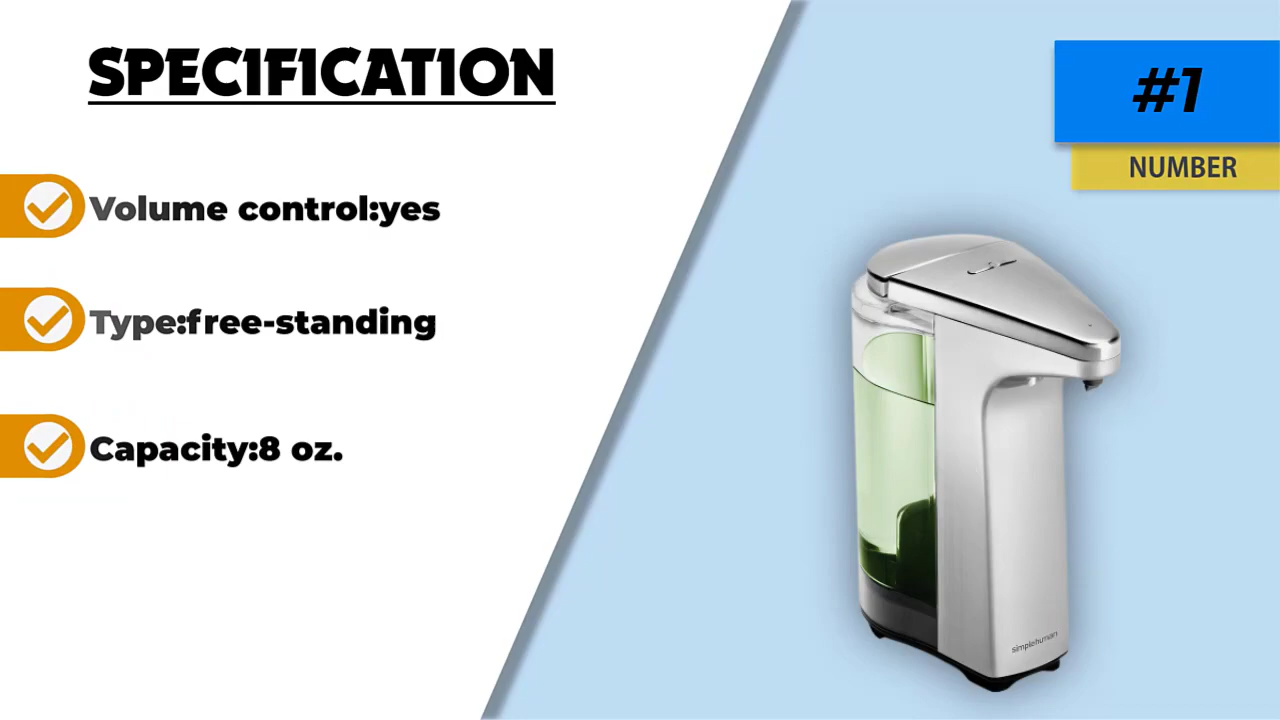 SPECIFICATION
#1
NUMBER
Volume control:yes
Type:free-standing
Capacity:8 oz.
simplehuman